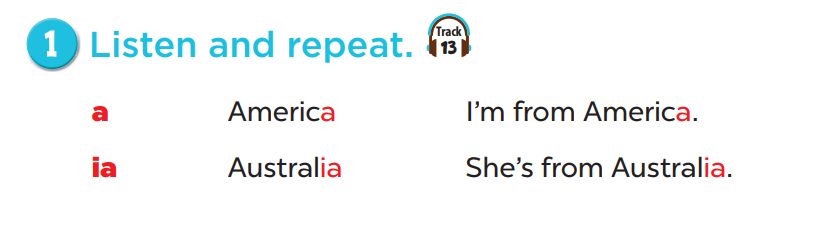 1 Listen and repeat. Track 13
a America I'm from America.
ia Australia She's from Australia.